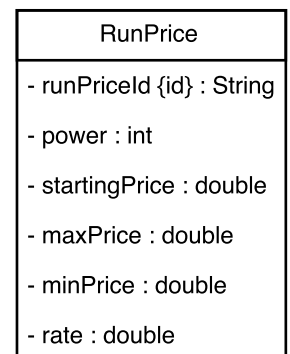 RunPrice
- runPriceId {id} : String
- power : int
- startingPrice : double
- maxPrice : double
- minPrice : double
- rate : double